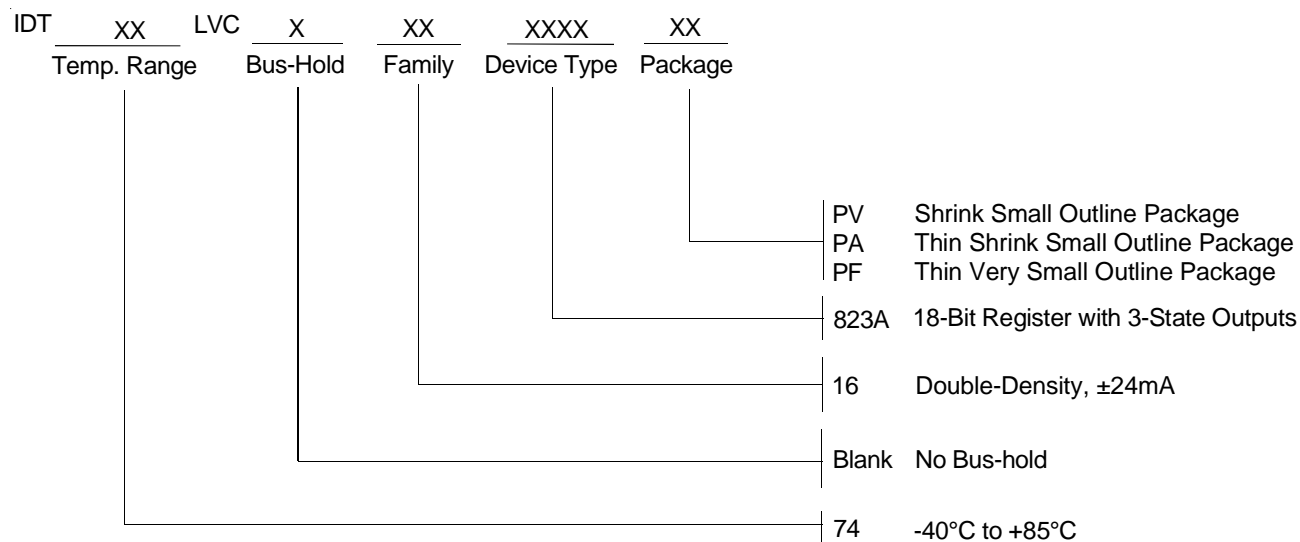 IDT XX LVC X XX XXXX XX
Temp. Range Bus-Hold Family Device Type Package
PV Shrink Small Outline Package
PA Thin Shrink Small Outline Package
PF Thin Very Small Outline Package
823A 18-Bit Register with 3-State Outputs
16 Double-Density, ±24mA
Blank No Bus-hold
74 -40°C to +85°C